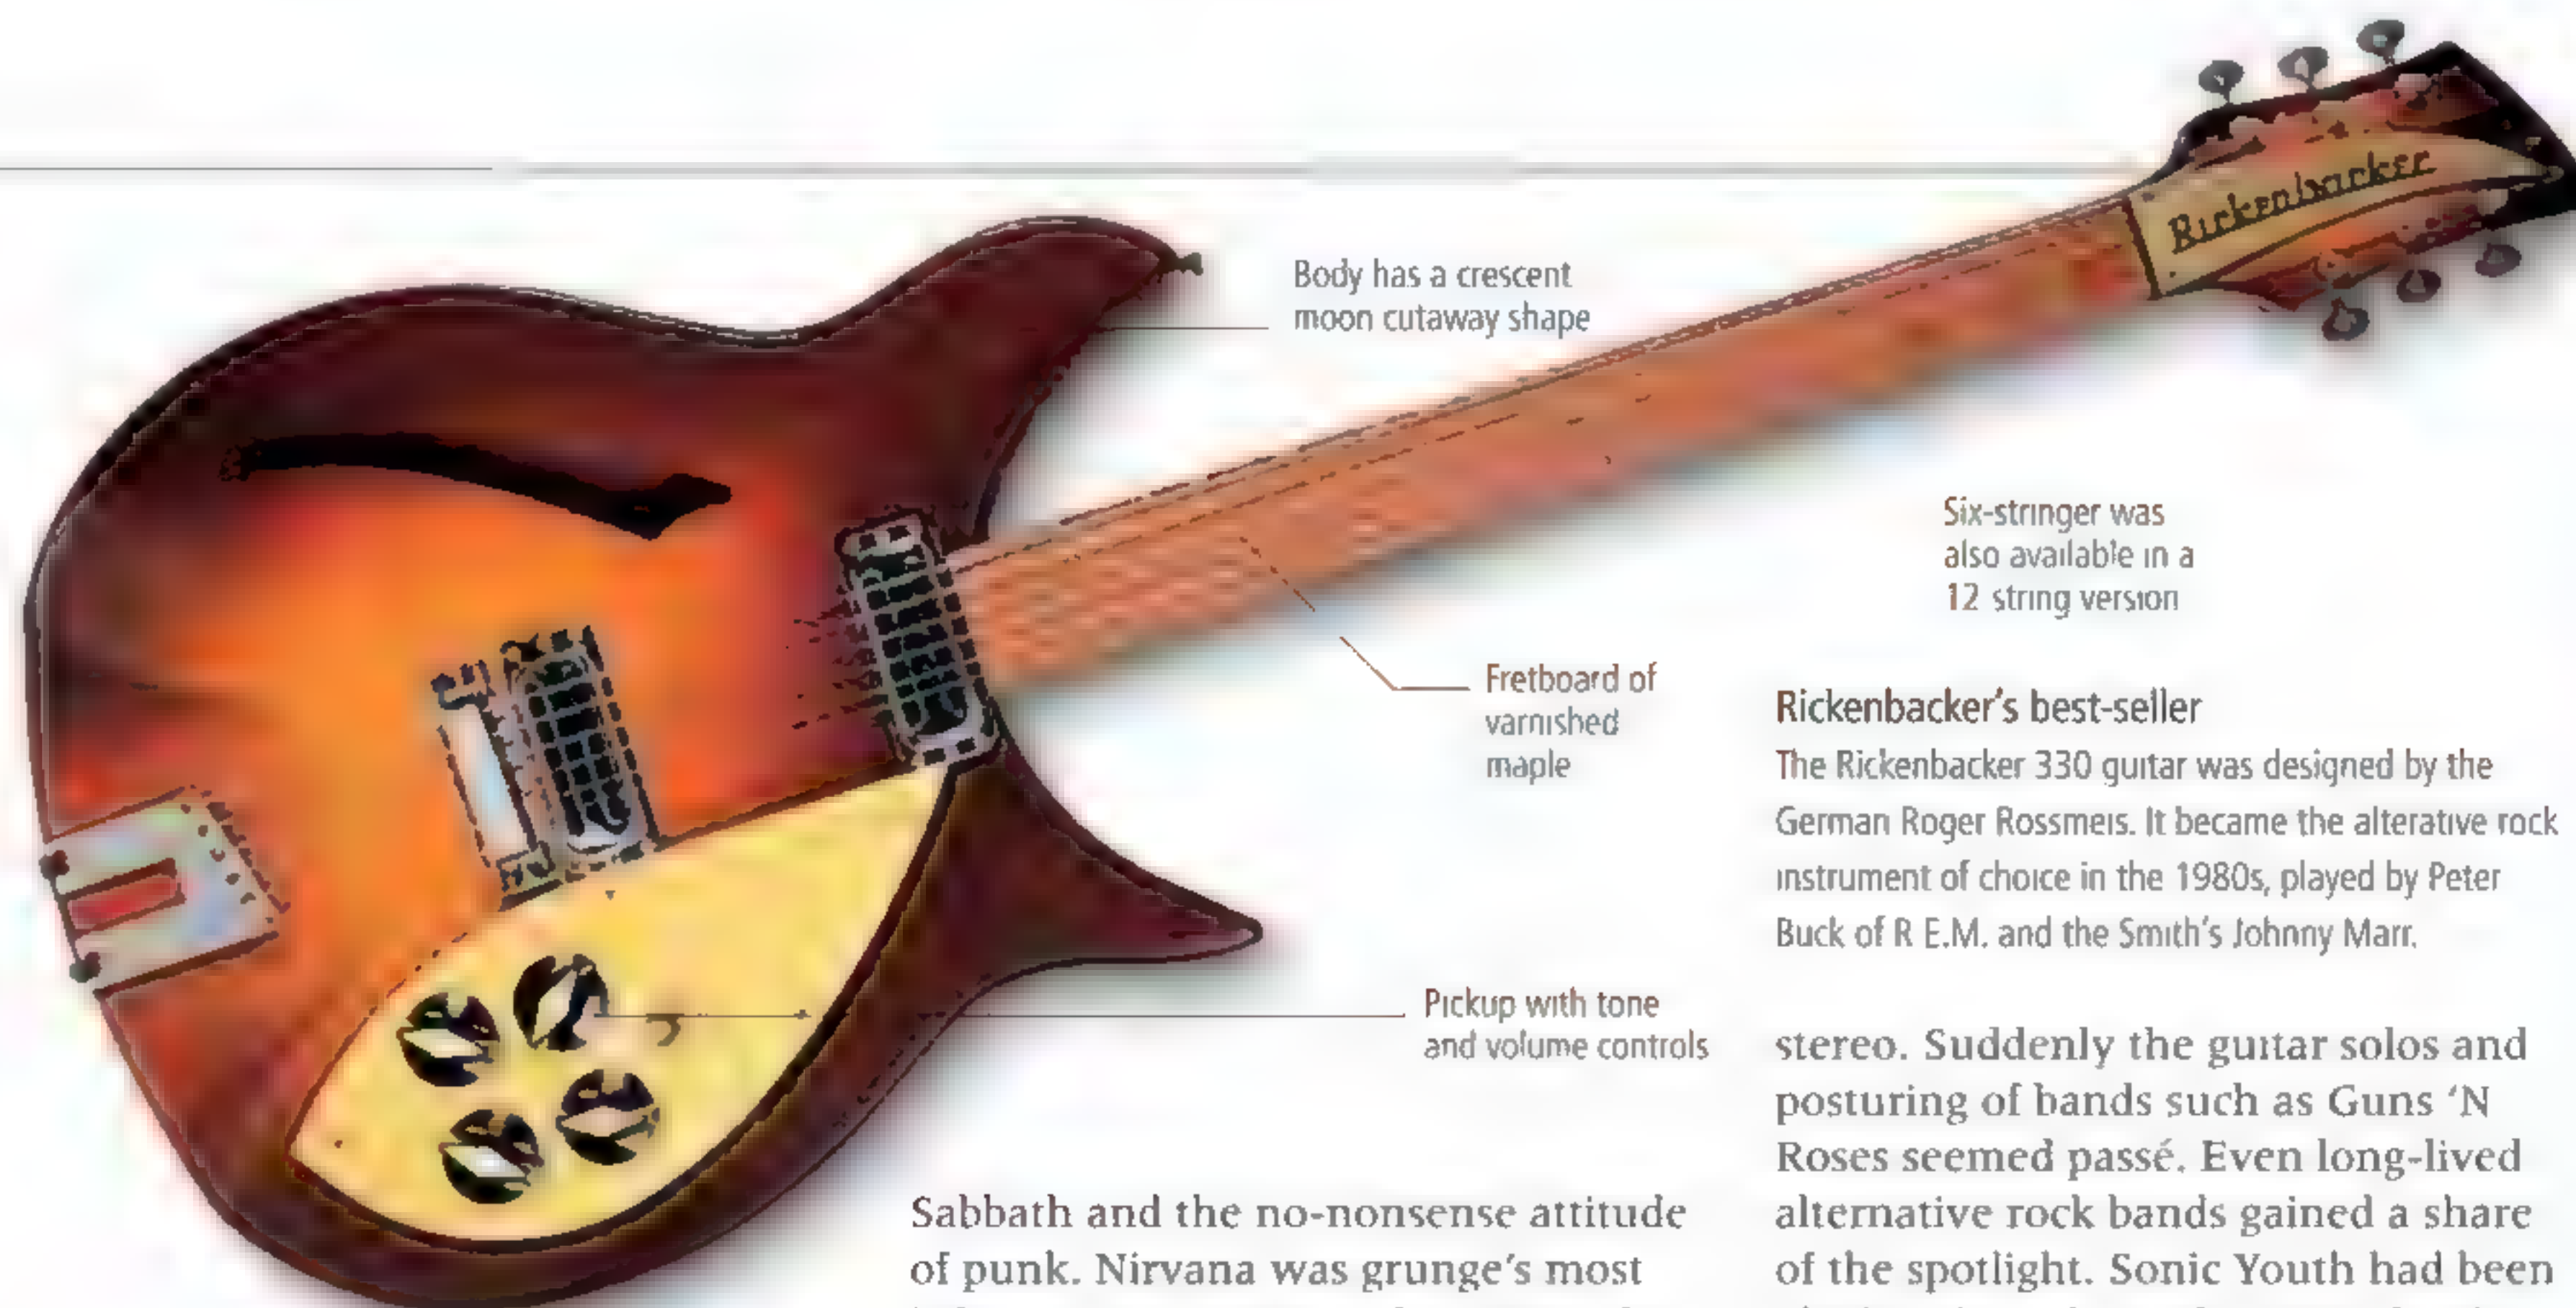 Rickenbacker
Body has a crescent
moon cutaway shape
Six-stringer was
also available in a
12 string version
Fretboard of
varnished
maple
Rickenbacker's best-seller
The Rickenbacker 330 guitar was designed by the
German Roger Rossmeis. It became the alterative rock
instrument of choice in the 1980s, played by Peter
Buck of R E.M. and the Smith's Johnny Marr.
Pickup with tone
and volume controls
Sabbath and the no-nonsense attitude
of punk. Nirvana was grunge's most
stereo. Suddenly the guitar solos and
posturing of bands such as Guns 'N
Roses seemed passé. Even long-lived
alternative rock bands gained a share
of the spotlight. Sonic Youth had been